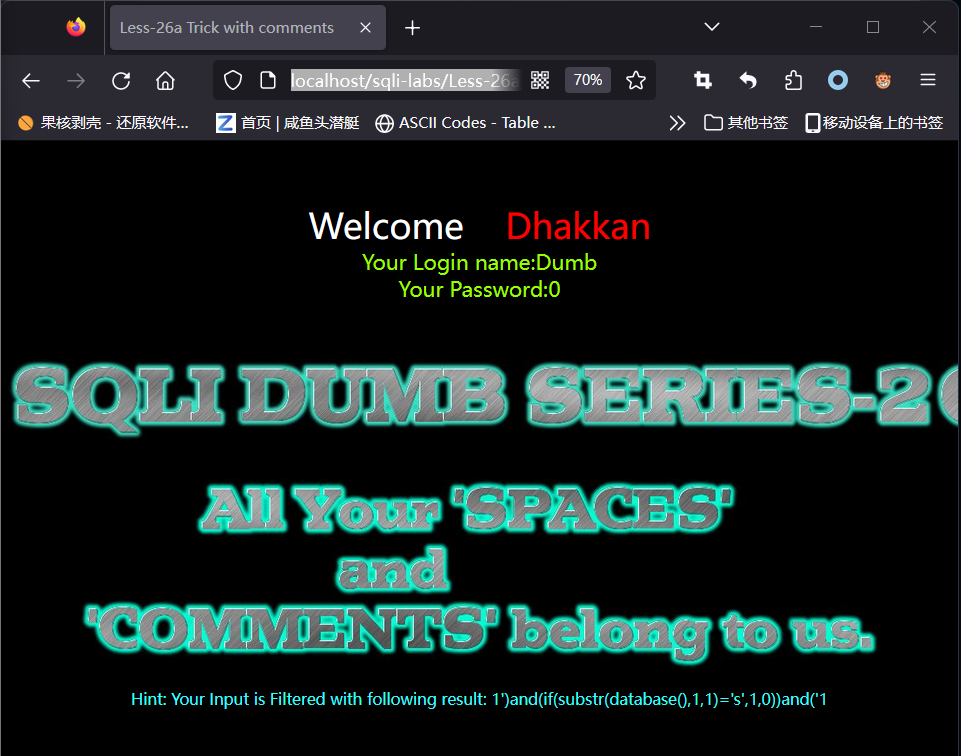 Less-26a Trick with comments
localhost/sqli-labs/Less-26a
70%
果核剥壳 - 还原软件... 首页 | 咸鱼头潜艇 ASCII Codes - Table ... 其他书签 移动设备上的书签
Welcome Dhakkan
Your Login name:Dumb
Your Password:0
SQLI DUMB SERIES-2
All Your 'SPACES'
and
'COMMENTS' belong to us.
Hint: Your Input is Filtered with following result: 1')and(if(substr(database(),1,1)='s',1,0))and('1